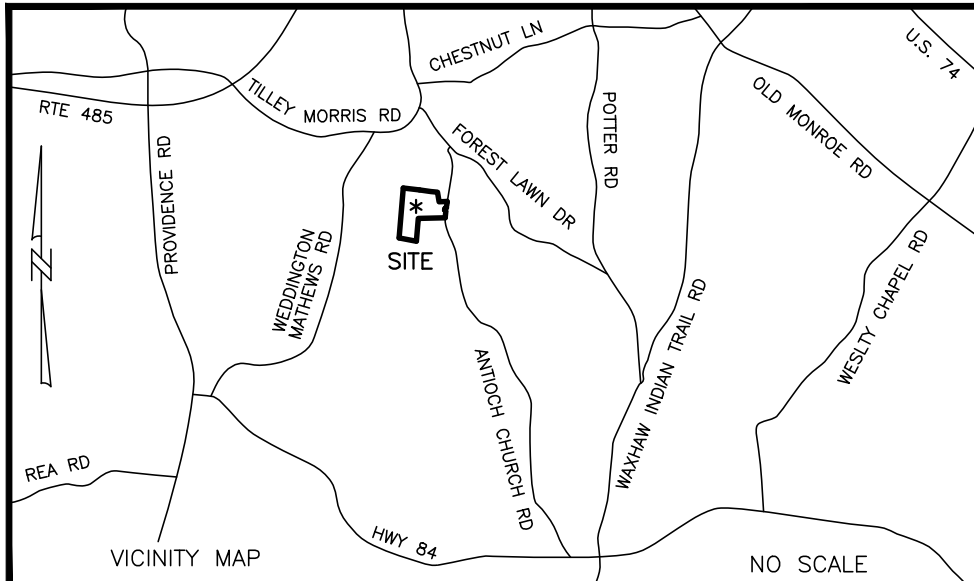 CHESTNUT LN
U.S. 74
RTE 485
TILLEY MORRIS RD
OLD MONROE RD
POTTER RD
FOREST LAWN DR
PROVIDENCE RD
*
SITE
N
WEDDINGTON
MATHEWS RD
WESLTY CHAPEL RD
WAXHAW INDIAN TRAIL RD
ANTIOCH CHURCH RD
REA RD
HWY 84
VICINITY MAP
NO SCALE